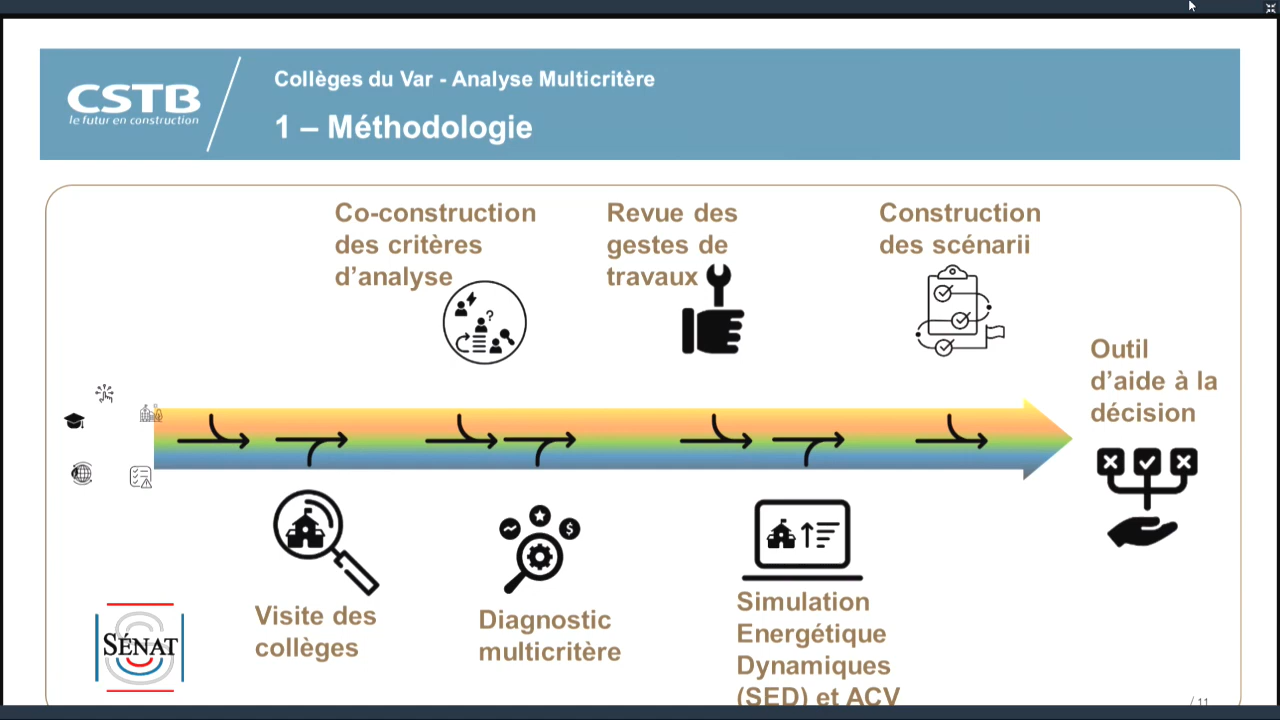 CSTB
le futur en construction
Collèges du Var - Analyse Multicritère
1 – Méthodologie
Co-construction
des critères
d'analyse
Revue des
gestes de
travaux
Construction
des scénarii
Outil
d'aide à la
décision
Visite des
collèges
Diagnostic
multicritère
Simulation
Energétique
Dynamiques
(SED) et ACV
SÉNAT
/ 11